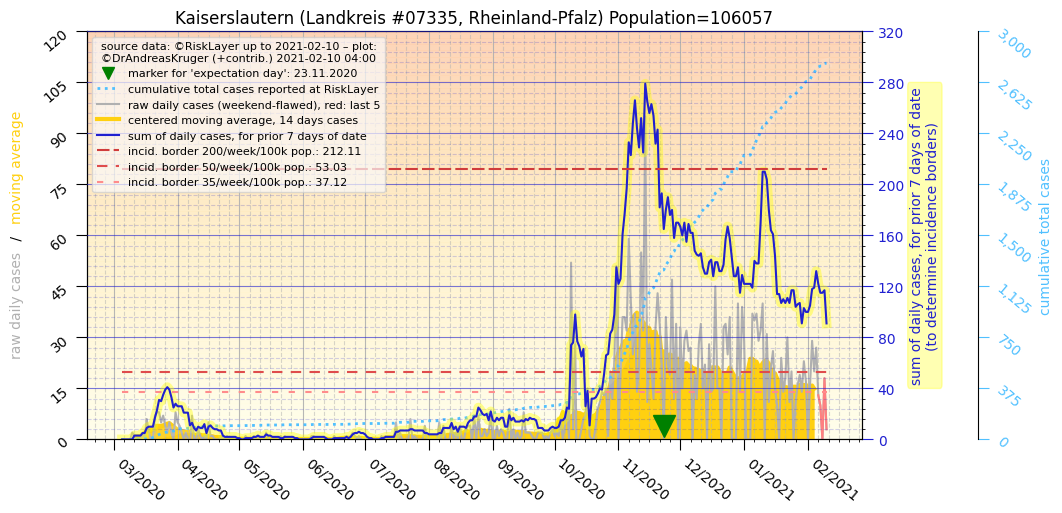 Kaiserslautern (Landkreis #07335, Rheinland-Pfalz) Population=106057
source data: ©RiskLayer up to 2021-02-10 – plot:
©DrAndreasKruger (+contrib.) 2021-02-10 04:00
marker for 'expectation day': 23.11.2020
cumulative total cases reported at RiskLayer
raw daily cases (weekend-flawed), red: last 5
centered moving average, 14 days cases
sum of daily cases, for prior 7 days of date
incid. border 200/week/100k pop.: 212.11
incid. border 50/week/100k pop.: 53.03
incid. border 35/week/100k pop.: 37.12
raw daily cases / moving average
120
105
90
75
60
45
30
15
0
03/2020
04/2020
05/2020
06/2020
07/2020
08/2020
09/2020
10/2020
11/2020
12/2020
01/2021
02/2021
320
280
240
200
160
120
80
40
0
sum of daily cases, for prior 7 days of date
(to determine incidence borders)
3,000
2,625
2,250
1,875
1,500
1,125
750
375
0
cumulative total cases